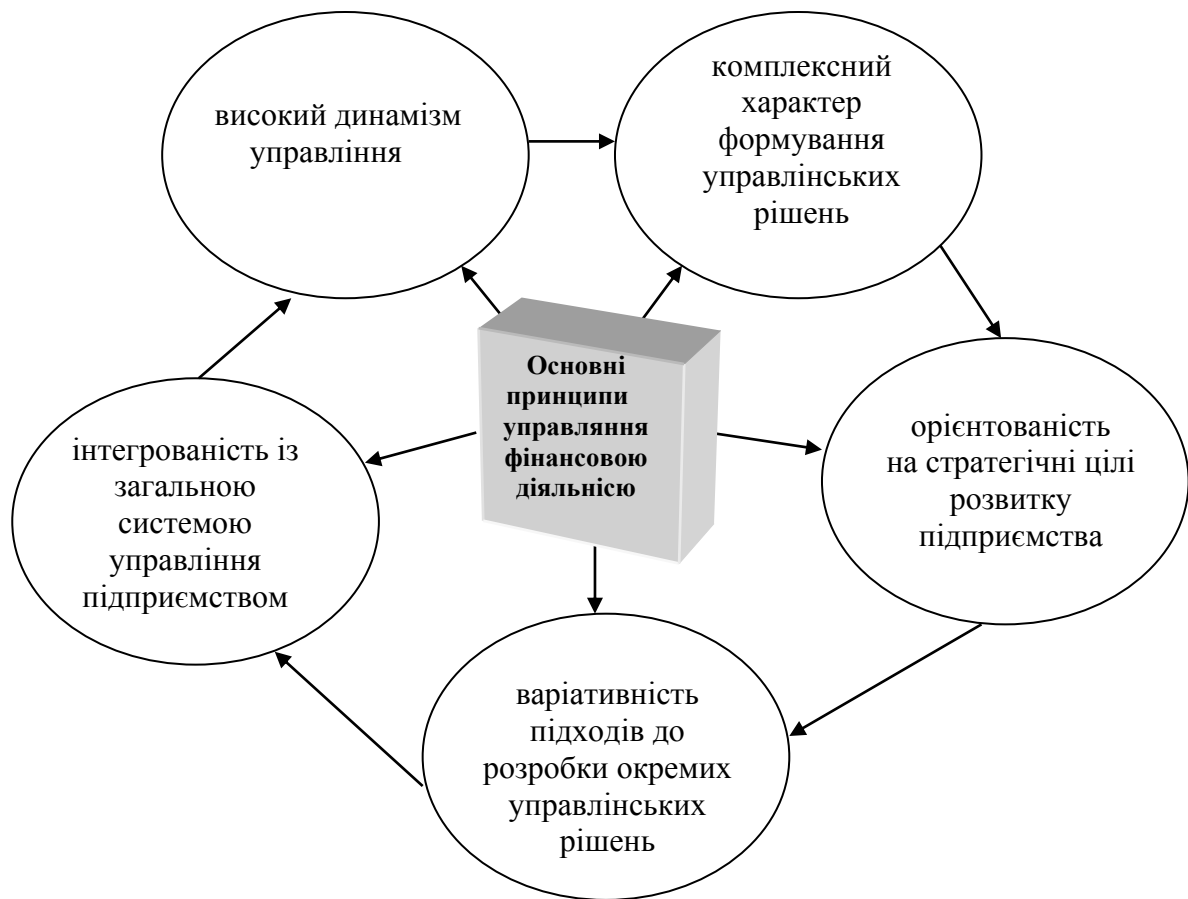 високий динамізм
управління
комплексний
характер
формування
управлінських
рішень
Основні
принципи
управляння
фінансовою
діяльнісю
орієнтованість
на стратегічні цілі
розвитку
підприємства
інтегрованість із
загальною
системою
управління
підприємством
варіативність
підходів до
розробки окремих
управлінських
рішень